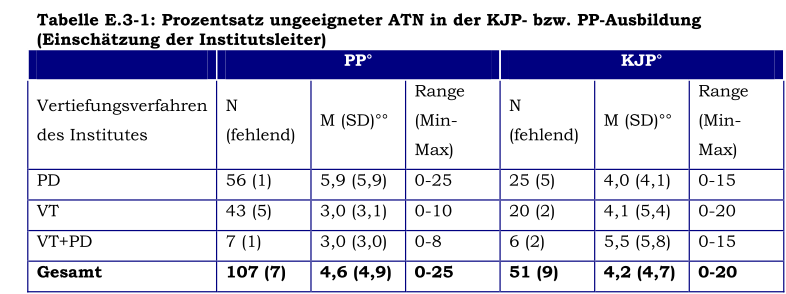 Tabelle E.3-1: Prozentsatz ungeeigneter ATN in der KJP- bzw. PP-Ausbildung
(Einschätzung der Institutsleiter)
PP° KJP°
Vertiefungsverfahren des Institutes N (fehlend) M (SD)°° Range (Min-Max) N (fehlend) M (SD)°° Range (Min-Max)
PD 56 (1) 5,9 (5,9) 0-25 25 (5) 4,0 (4,1) 0-15
VT 43 (5) 3,0 (3,1) 0-10 20 (2) 4,1 (5,4) 0-20
VT+PD 7 (1) 3,0 (3,0) 0-8 6 (2) 5,5 (5,8) 0-15
Gesamt 107 (7) 4,6 (4,9) 0-25 51 (9) 4,2 (4,7) 0-20